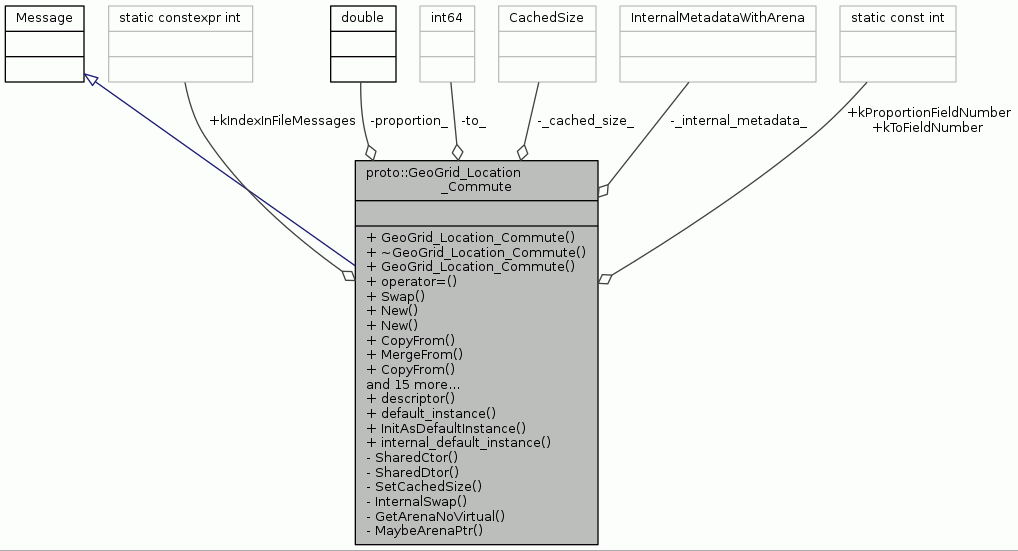 Message
static constexpr int
double
int64
CachedSize
InternalMetadataWithArena
static const int
+kIndexInFileMessages
-proportion_
-to_
-_cached_size_
-_internal_metadata_
+kProportionFieldNumber
+kToFieldNumber
proto::GeoGrid_Location
_Commute
+ GeoGrid_Location_Commute()
+ ~GeoGrid_Location_Commute()
+ GeoGrid_Location_Commute()
+ operator=()
+ Swap()
+ New()
+ New()
+ CopyFrom()
+ MergeFrom()
+ CopyFrom()
and 15 more...
+ descriptor()
+ default_instance()
+ InitAsDefaultInstance()
+ internal_default_instance()
- SharedCtor()
- SharedDtor()
- SetCachedSize()
- InternalSwap()
- GetArenaNoVirtual()
- MaybeArenaPtr()